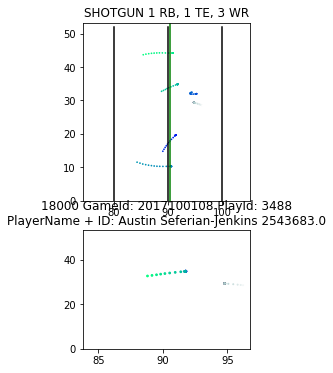 SHOTGUN 1 RB, 1 TE, 3 WR
50
40
30
20
10
0
80 90 100
18000 GameId: 2017100108 PlayId: 3488
PlayerName + ID: Austin Seferian-Jenkins 2543683.0
40
20
0
85 90 95